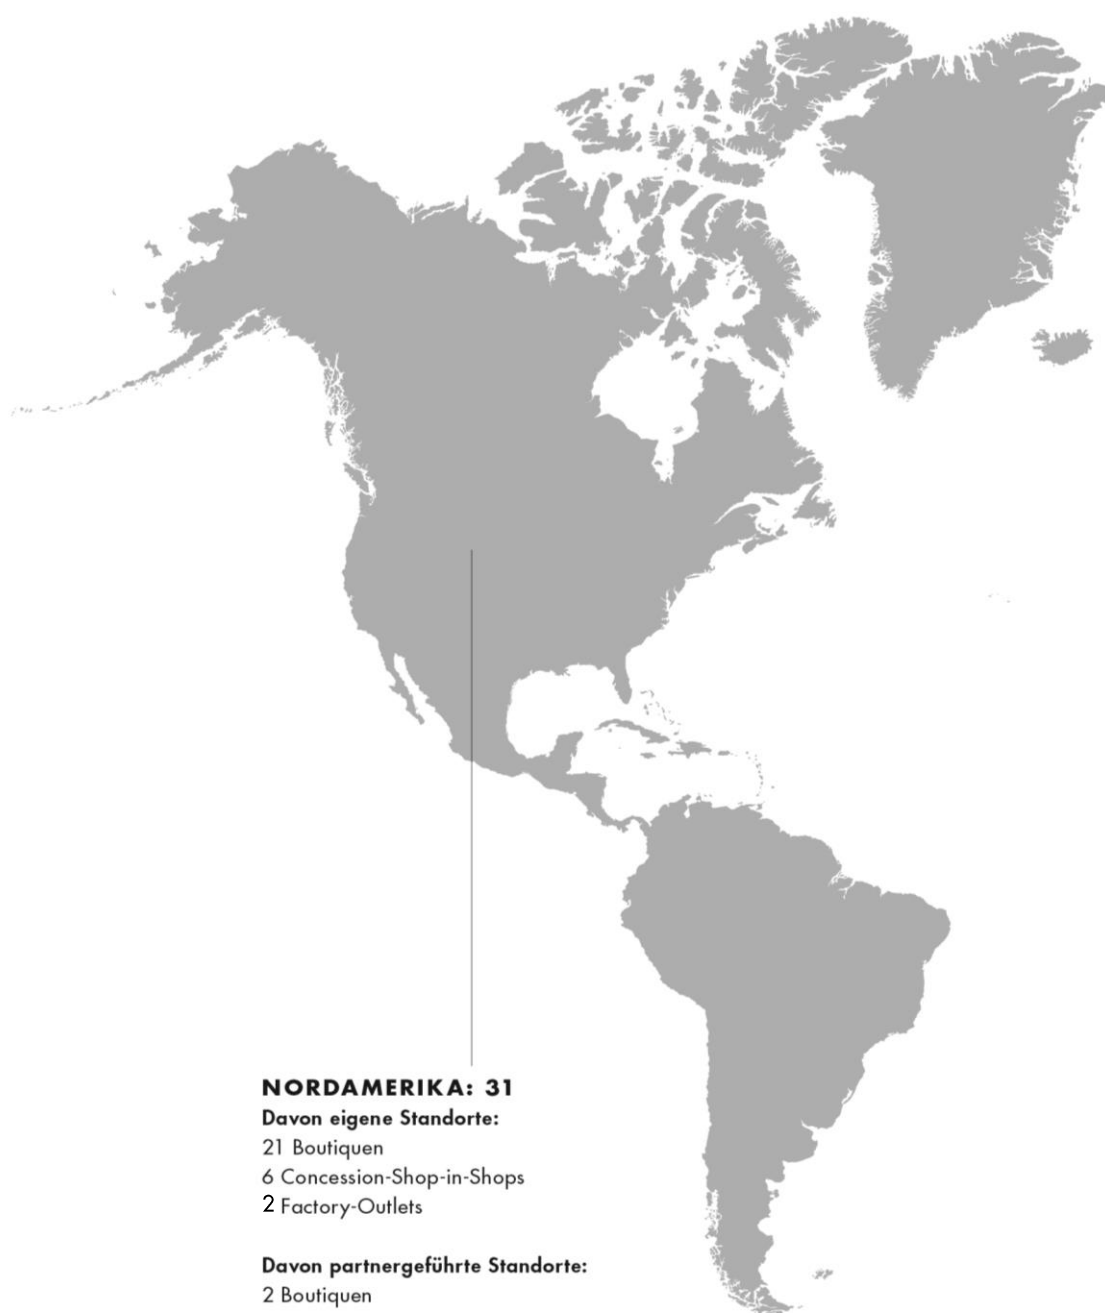 NORDAMERIKA: 31
Davon eigene Standorte:
21 Boutiquen
6 Concession-Shop-in-Shops
2 Factory-Outlets
Davon partnergeführte Standorte:
2 Boutiquen